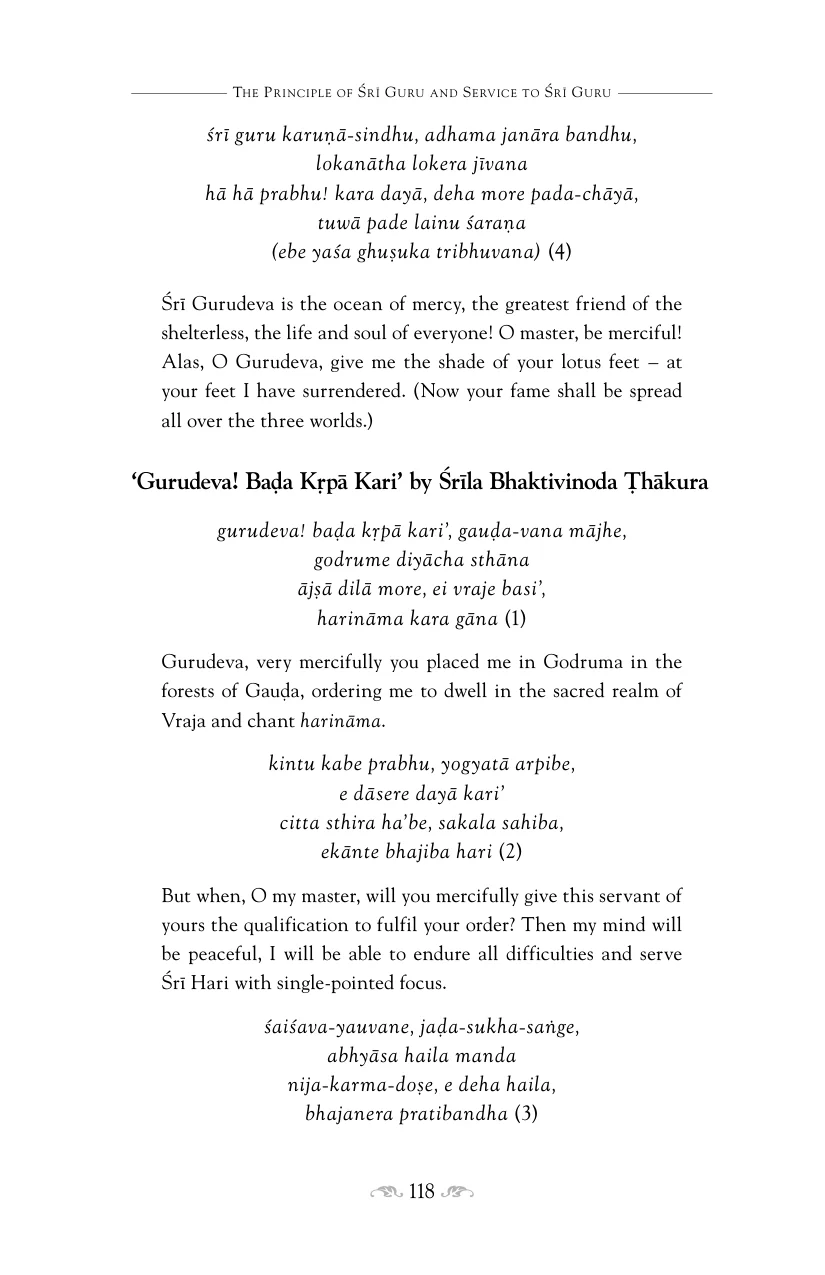 The Principle of Śrī Guru and Service to Śrī Guru
śrī guru karuṇā-sindhu, adhama janāra bandhu,
lokanātha lokera jīvana
hā hā prabhu! kara dayā, deha more pada-chāyā,
tuwā pade lainu śaraṇa
(ebe yaśa ghuṣuka tribhuvana) (4)
Śrī Gurudeva is the ocean of mercy, the greatest friend of the
shelterless, the life and soul of everyone! O master, be merciful!
Alas, O Gurudeva, give me the shade of your lotus feet – at
your feet I have surrendered. (Now your fame shall be spread
all over the three worlds.)
‘Gurudeva! Baḍa Kṛpā Kari’ by Śrīla Bhaktivinoda Ṭhākura
gurudeva! baḍa kṛpā kari’, gauḍa-vana mājhe,
godrume diyācha sthāna
ājṣā dilā more, ei vraje basi’,
harināma kara gāna (1)
Gurudeva, very mercifully you placed me in Godruma in the
forests of Gauḍa, ordering me to dwell in the sacred realm of
Vraja and chant harināma.
kintu kabe prabhu, yogyatā arpibe,
e dāsere dayā kari’
citta sthira ha’be, sakala sahiba,
ekānte bhajiba hari (2)
But when, O my master, will you mercifully give this servant of
yours the qualification to fulfil your order? Then my mind will
be peaceful, I will be able to endure all difficulties and serve
Śrī Hari with single-pointed focus.
śaiśava-yauvane, jaḍa-sukha-saṅge,
abhyāsa haila manda
nija-karma-doṣe, e deha haila,
bhajanera pratibandha (3)
118